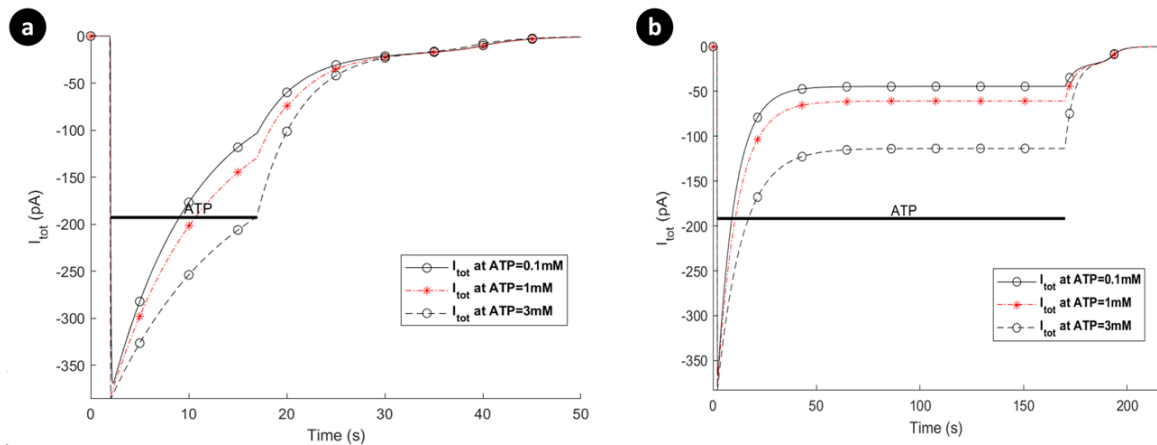 a
0
-50
-100
-150
-200
-250
-300
-350
I_tot (pA)
ATP
I_tot at ATP=0.1mM
I_tot at ATP=1mM
I_tot at ATP=3mM
0 10 20 30 40 50
Time (s)
b
0
-50
-100
-150
-200
-250
-300
-350
I_tot (pA)
ATP
I_tot at ATP=0.1mM
I_tot at ATP=1mM
I_tot at ATP=3mM
0 50 100 150 200
Time (s)